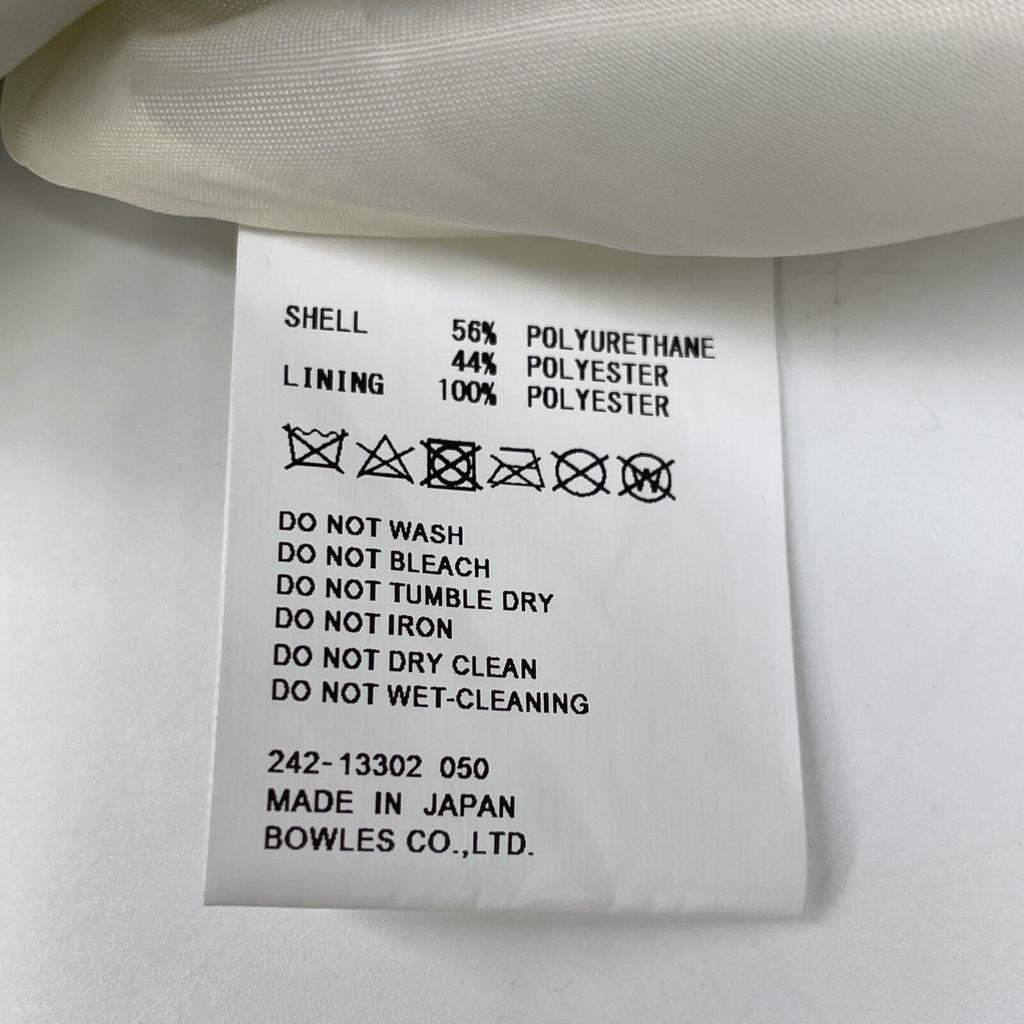 SHELL 56% POLYURETHANE
44% POLYESTER
LINING 100% POLYESTER
W
DO NOT WASH
DO NOT BLEACH
DO NOT TUMBLE DRY
DO NOT IRON
DO NOT DRY CLEAN
DO NOT WET-CLEANING
242-13302 050
MADE IN JAPAN
BOWLES CO.,LTD.